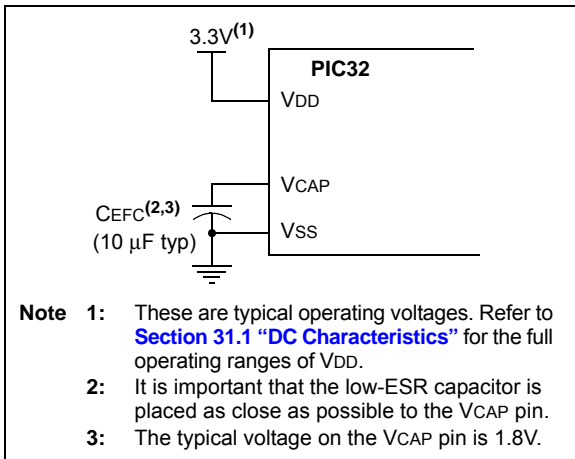 3.3V(1)
PIC32
VDD
VCAP
CEFC(2,3)
(10 μF typ)
VSS
Note 1: These are typical operating voltages. Refer to
Section 31.1 “DC Characteristics” for the full
operating ranges of VDD.
2: It is important that the low-ESR capacitor is
placed as close as possible to the VCAP pin.
3: The typical voltage on the VCAP pin is 1.8V.